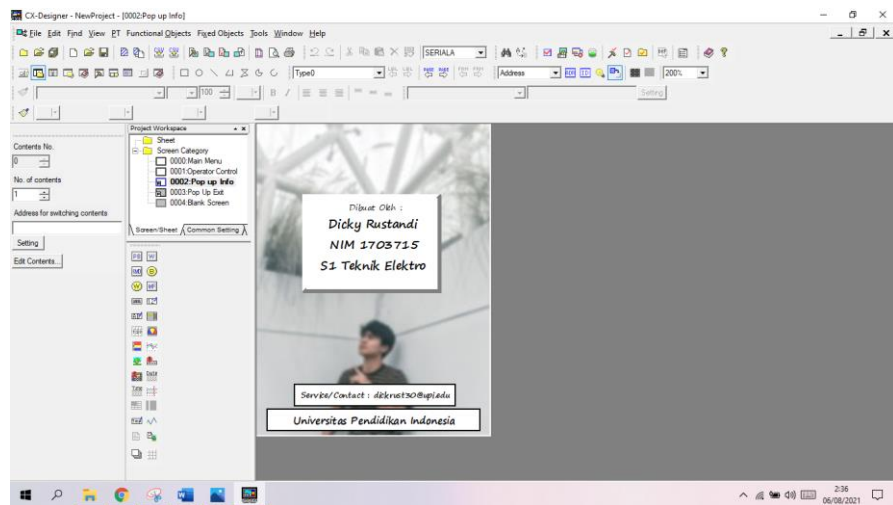 CX-Designer - NewProject - [0002:Pop up Info]
File Edit Find View PT Functional Objects Fixed Objects Tools Window Help
SERIALA
Type0
Address
200%
100
Setting
Project Workspace
Sheet
Screen Category
0000:Main Menu
0001:Operator Control
0002:Pop up Info
0003:Pop Up Exit
0004:Blank Screen
Screen/Sheet Common Setting
Contents No.
0
No. of contents
1
Address for switching contents
Setting
Edit Contents...
Dibuat Oleh :
Dicky Rustandi
NIM 1703715
S1 Teknik Elektro
Service/Contact : dickrust30@upi.edu
Universitas Pendidikan Indonesia
2:36
06/08/2021